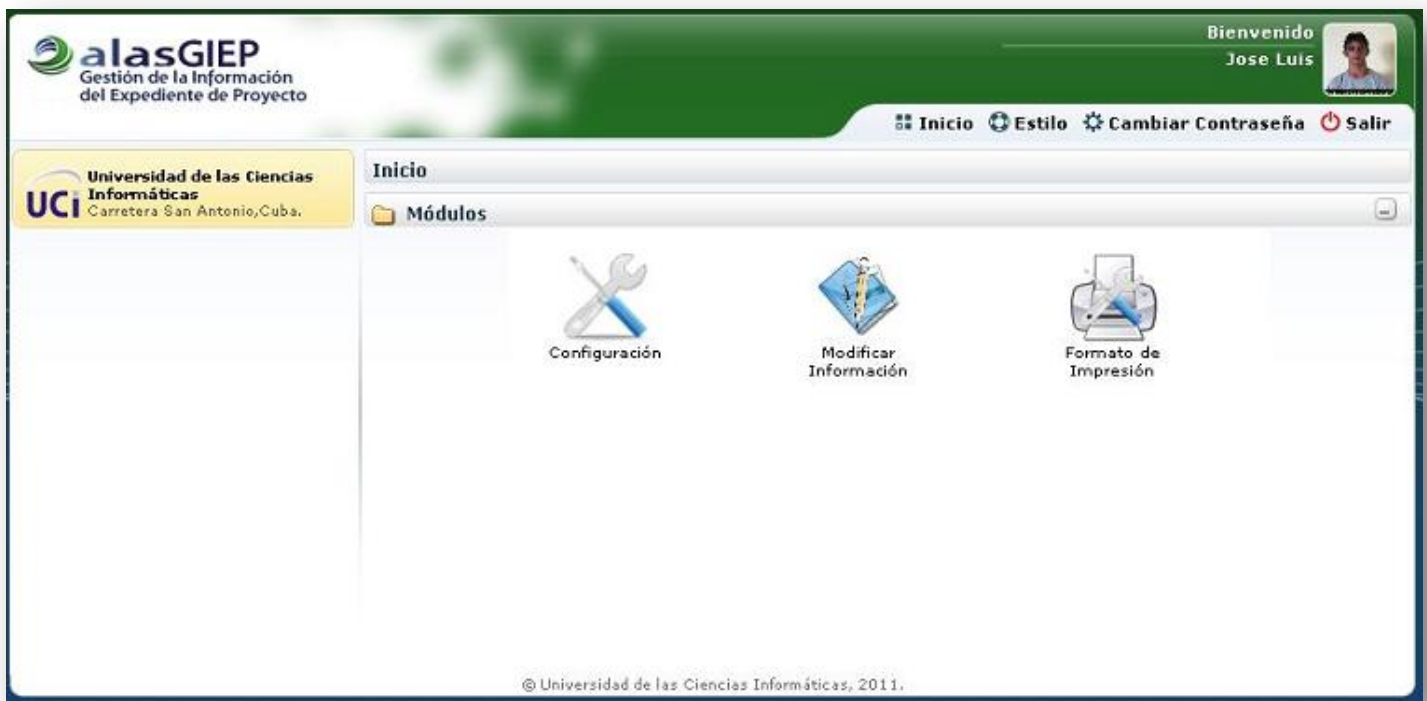 alasGIEP
Gestión de la Información
del Expediente de Proyecto
Bienvenido
Jose Luis
Inicio Estilo Cambiar Contraseña Salir
UCi
Universidad de las Ciencias
Informáticas
Carretera San Antonio,Cuba.
Inicio
Módulos
Configuración
Modificar
Información
Formato de
Impresión
© Universidad de las Ciencias Informáticas, 2011.